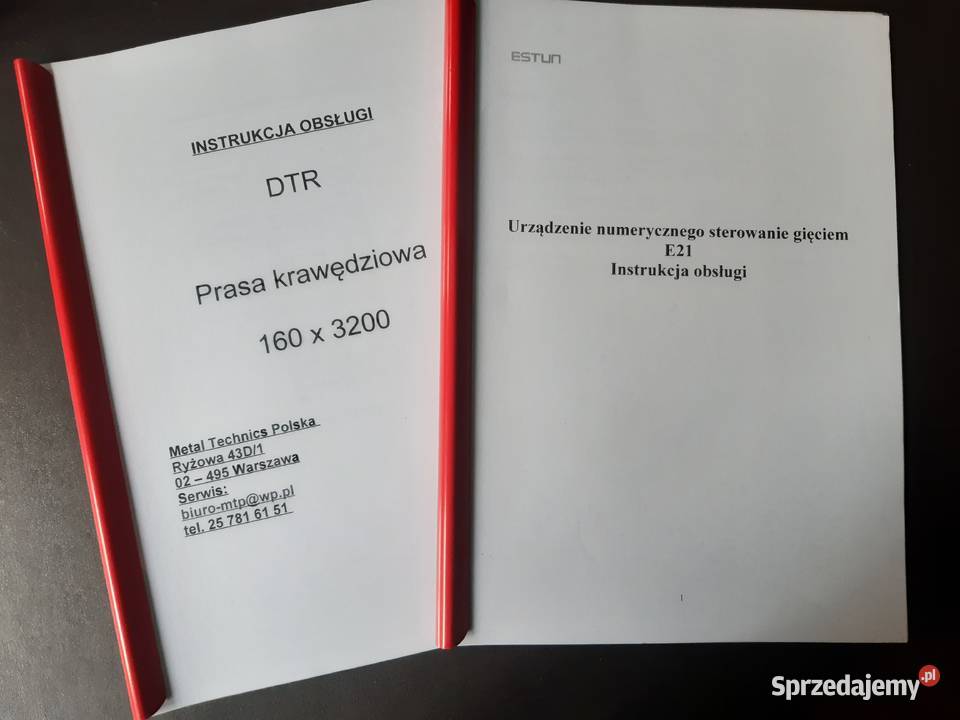 INSTRUKCJA OBSŁUGI
DTR
Prasa krawędziowa
160 x 3200
Metal Technics Polska
Ryżowa 43D/1
02 – 495 Warszawa
Serwis:
biuro-mtp@wp.pl
tel. 25 781 61 51
ESTUN
Urządzenie numerycznego sterowanie gięciem
E21
Instrukcja obsługi
1
Sprzedajemy.pl